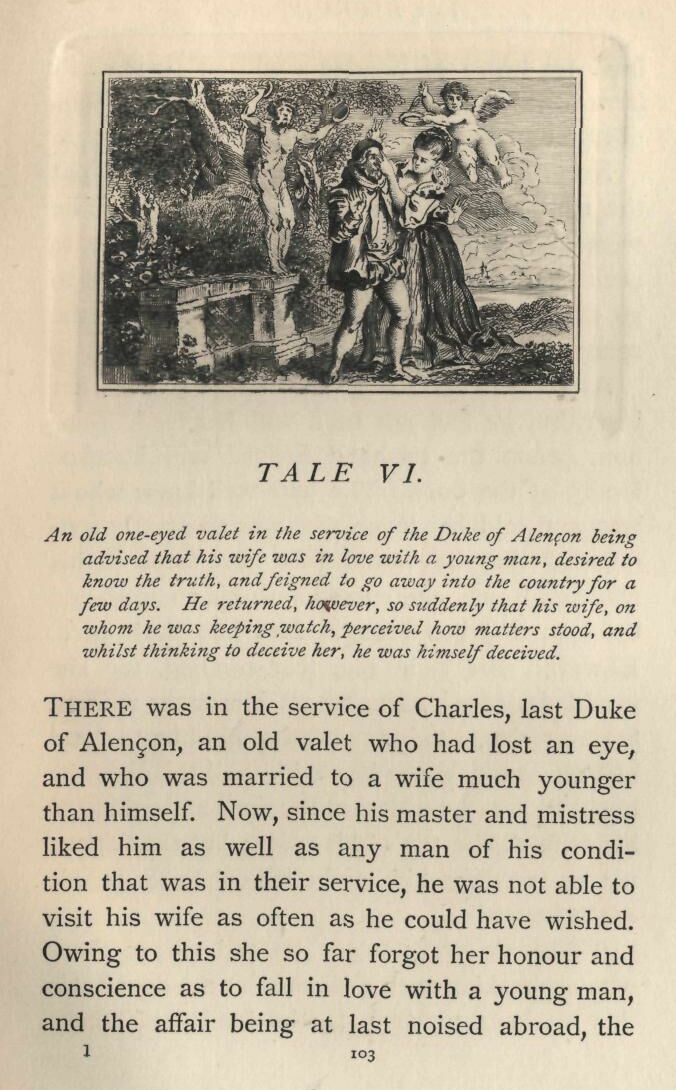 TALE VI.
An old one-eyed valet in the service of the Duke of Alençon being
advised that his wife was in love with a young man, desired to
know the truth, and feigned to go away into the country for a
few days. He returned, however, so suddenly that his wife, on
whom he was keeping watch, perceived how matters stood, and
whilst thinking to deceive her, he was himself deceived.
THERE was in the service of Charles, last Duke
of Alençon, an old valet who had lost an eye,
and who was married to a wife much younger
than himself. Now, since his master and mistress
liked him as well as any man of his condi-
tion that was in their service, he was not able to
visit his wife as often as he could have wished.
Owing to this she so far forgot her honour and
conscience as to fall in love with a young man,
and the affair being at last noised abroad, the
1 103